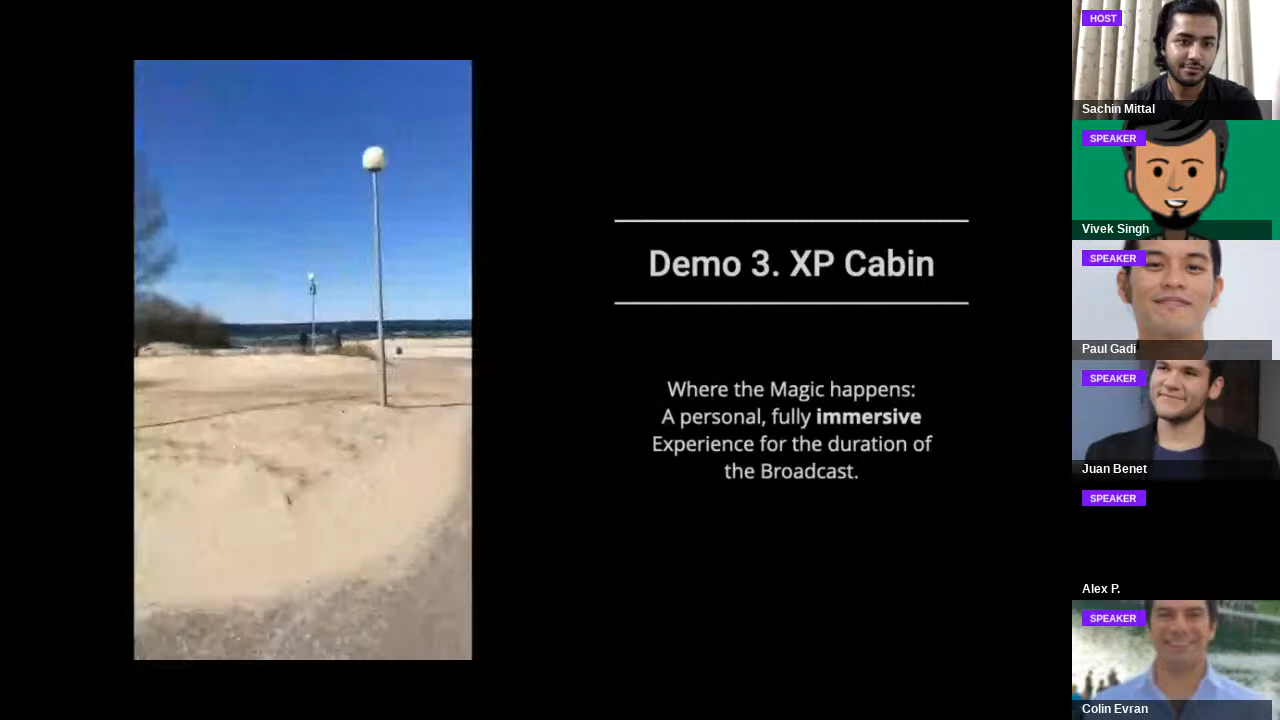 Demo 3. XP Cabin
Where the Magic happens:
A personal, fully immersive
Experience for the duration of
the Broadcast.
HOST
Sachin Mittal
SPEAKER
Vivek Singh
SPEAKER
Paul Gadi
SPEAKER
Juan Benet
SPEAKER
Alex P.
SPEAKER
Colin Evran